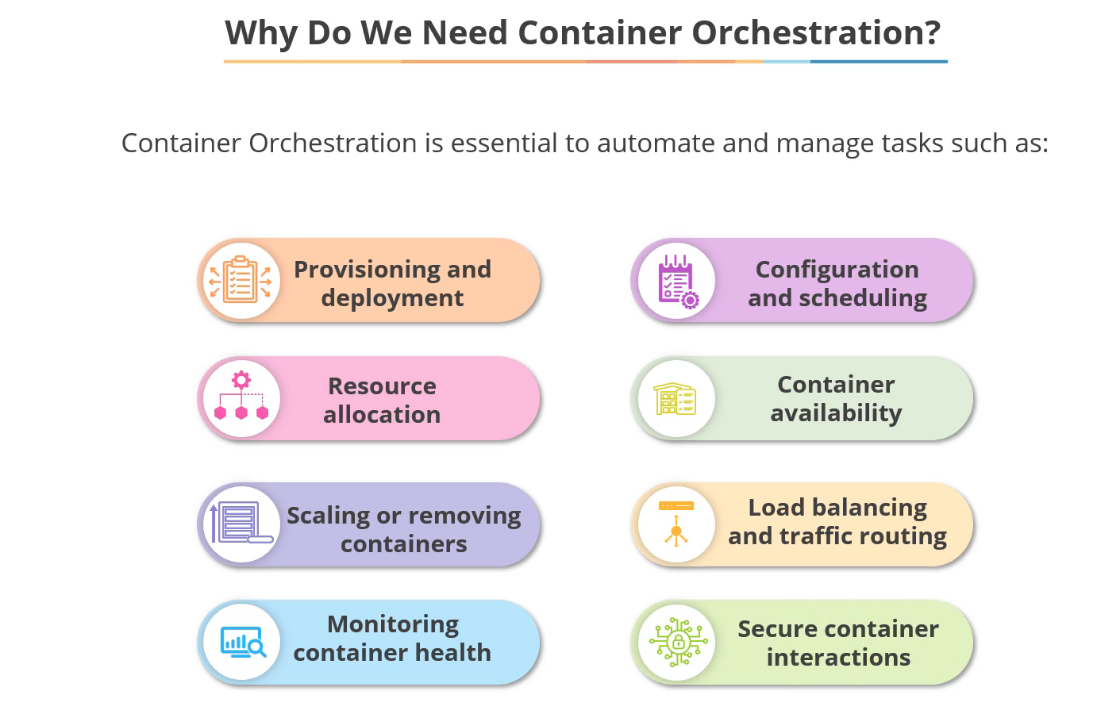 Why Do We Need Container Orchestration?
Container Orchestration is essential to automate and manage tasks such as:
Provisioning and
deployment
Configuration
and scheduling
Resource
allocation
Container
availability
Scaling or removing
containers
Load balancing
and traffic routing
Monitoring
container health
Secure container
interactions